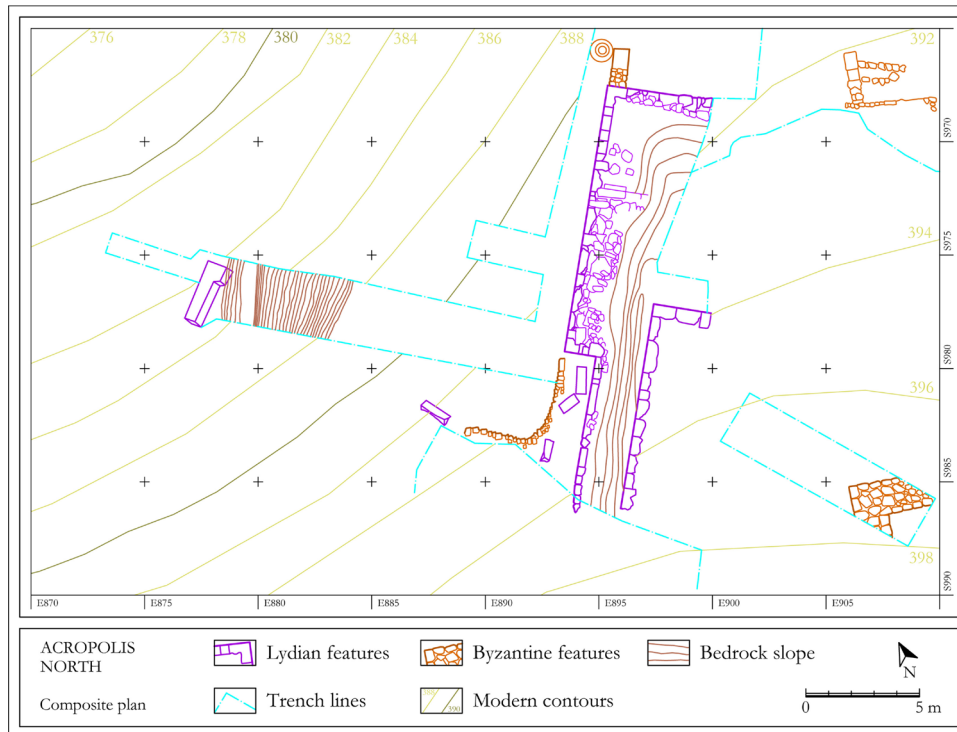 376
378
380
382
384
386
388
392
394
396
398
S970
S975
S980
S985
S990
E870
E875
E880
E885
E890
E895
E900
E905
ACROPOLIS
NORTH
Composite plan
Lydian features
Byzantine features
Bedrock slope
Trench lines
388
390
Modern contours
N
0
5 m